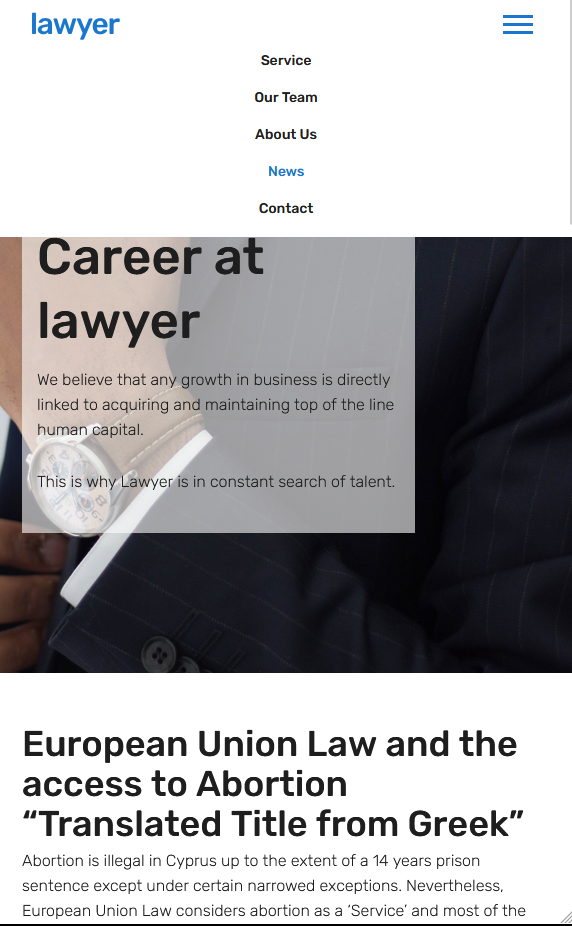 lawyer
Service
Our Team
About Us
News
Contact
Career at
lawyer
We believe that any growth in business is directly
linked to acquiring and maintaining top of the line
human capital.
This is why Lawyer is in constant search of talent.
European Union Law and the
access to Abortion
“Translated Title from Greek”
Abortion is illegal in Cyprus up to the extent of a 14 years prison
sentence except under certain narrowed exceptions. Nevertheless,
European Union Law considers abortion as a ‘Service’ and most of the